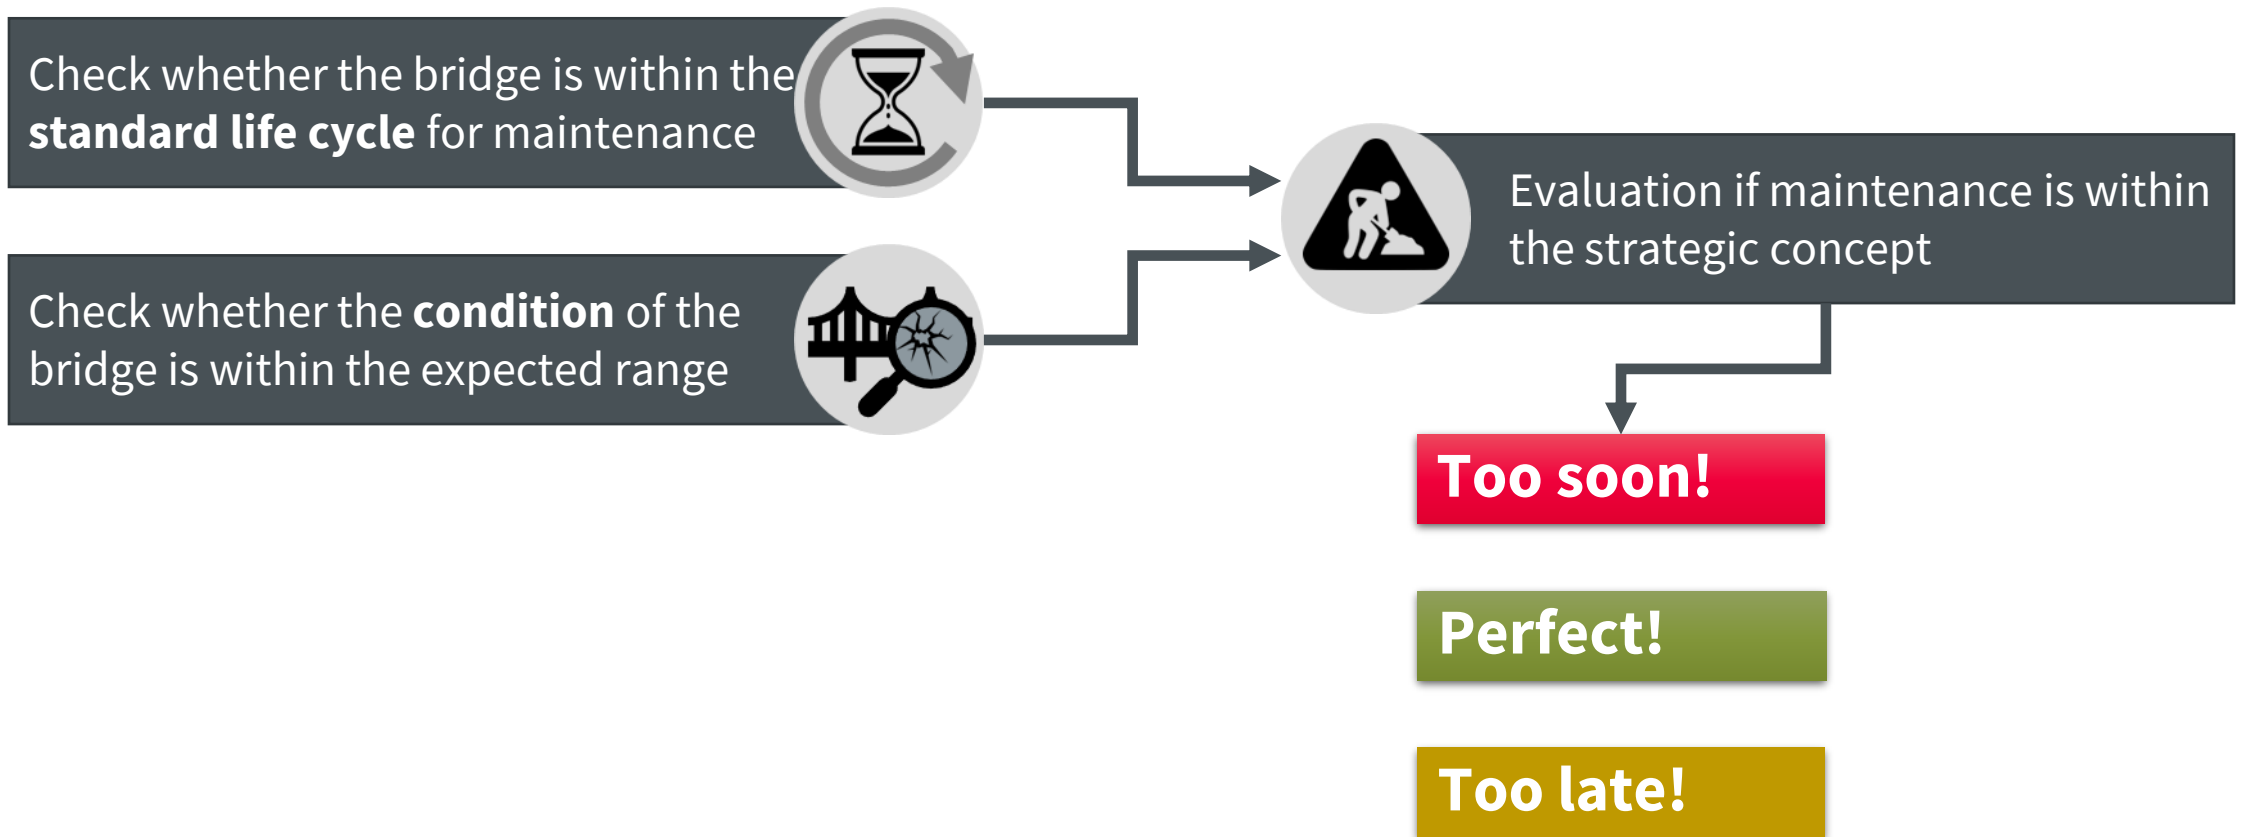 Check whether the bridge is within the
standard life cycle for maintenance
Check whether the condition of the
bridge is within the expected range
Evaluation if maintenance is within
the strategic concept
Too soon!
Perfect!
Too late!